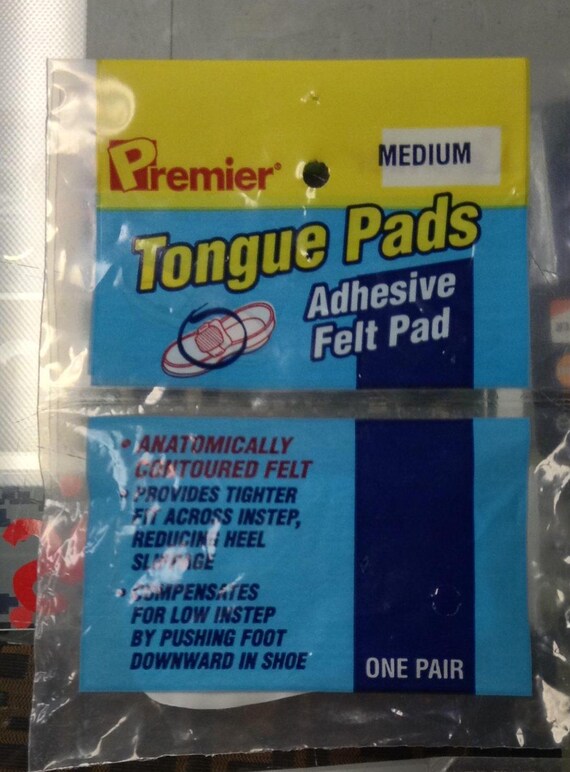 Premier®
MEDIUM
Tongue Pads
Adhesive
Felt Pad
• ANATOMICALLY
CONTOURED FELT
• PROVIDES TIGHTER
FIT ACROSS INSTEP,
REDUCING HEEL
SLIPPAGE
• COMPENSATES
FOR LOW INSTEP
BY PUSHING FOOT
DOWNWARD IN SHOE
ONE PAIR